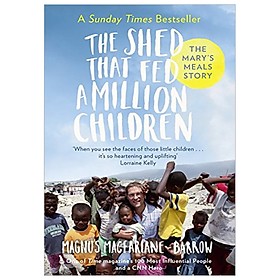 A Sunday Times Bestseller
THE SHED
THAT FED
A MILLION
CHILDREN
THE
MARY'S
MEALS
STORY
'When you see the faces of those little children . . .
it's so heartening and uplifting'
Lorraine Kelly
MAGNUS MACFARLANE-BARROW
One of Time magazine's 100 Most Influential People
and a CNN Hero